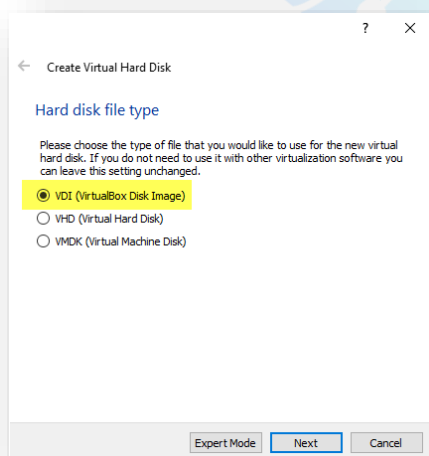 ?
Create Virtual Hard Disk
Hard disk file type
Please choose the type of file that you would like to use for the new virtual
hard disk. If you do not need to use it with other virtualization software you
can leave this setting unchanged.
VDI (VirtualBox Disk Image)
VHD (Virtual Hard Disk)
VMDK (Virtual Machine Disk)
Expert Mode Next Cancel